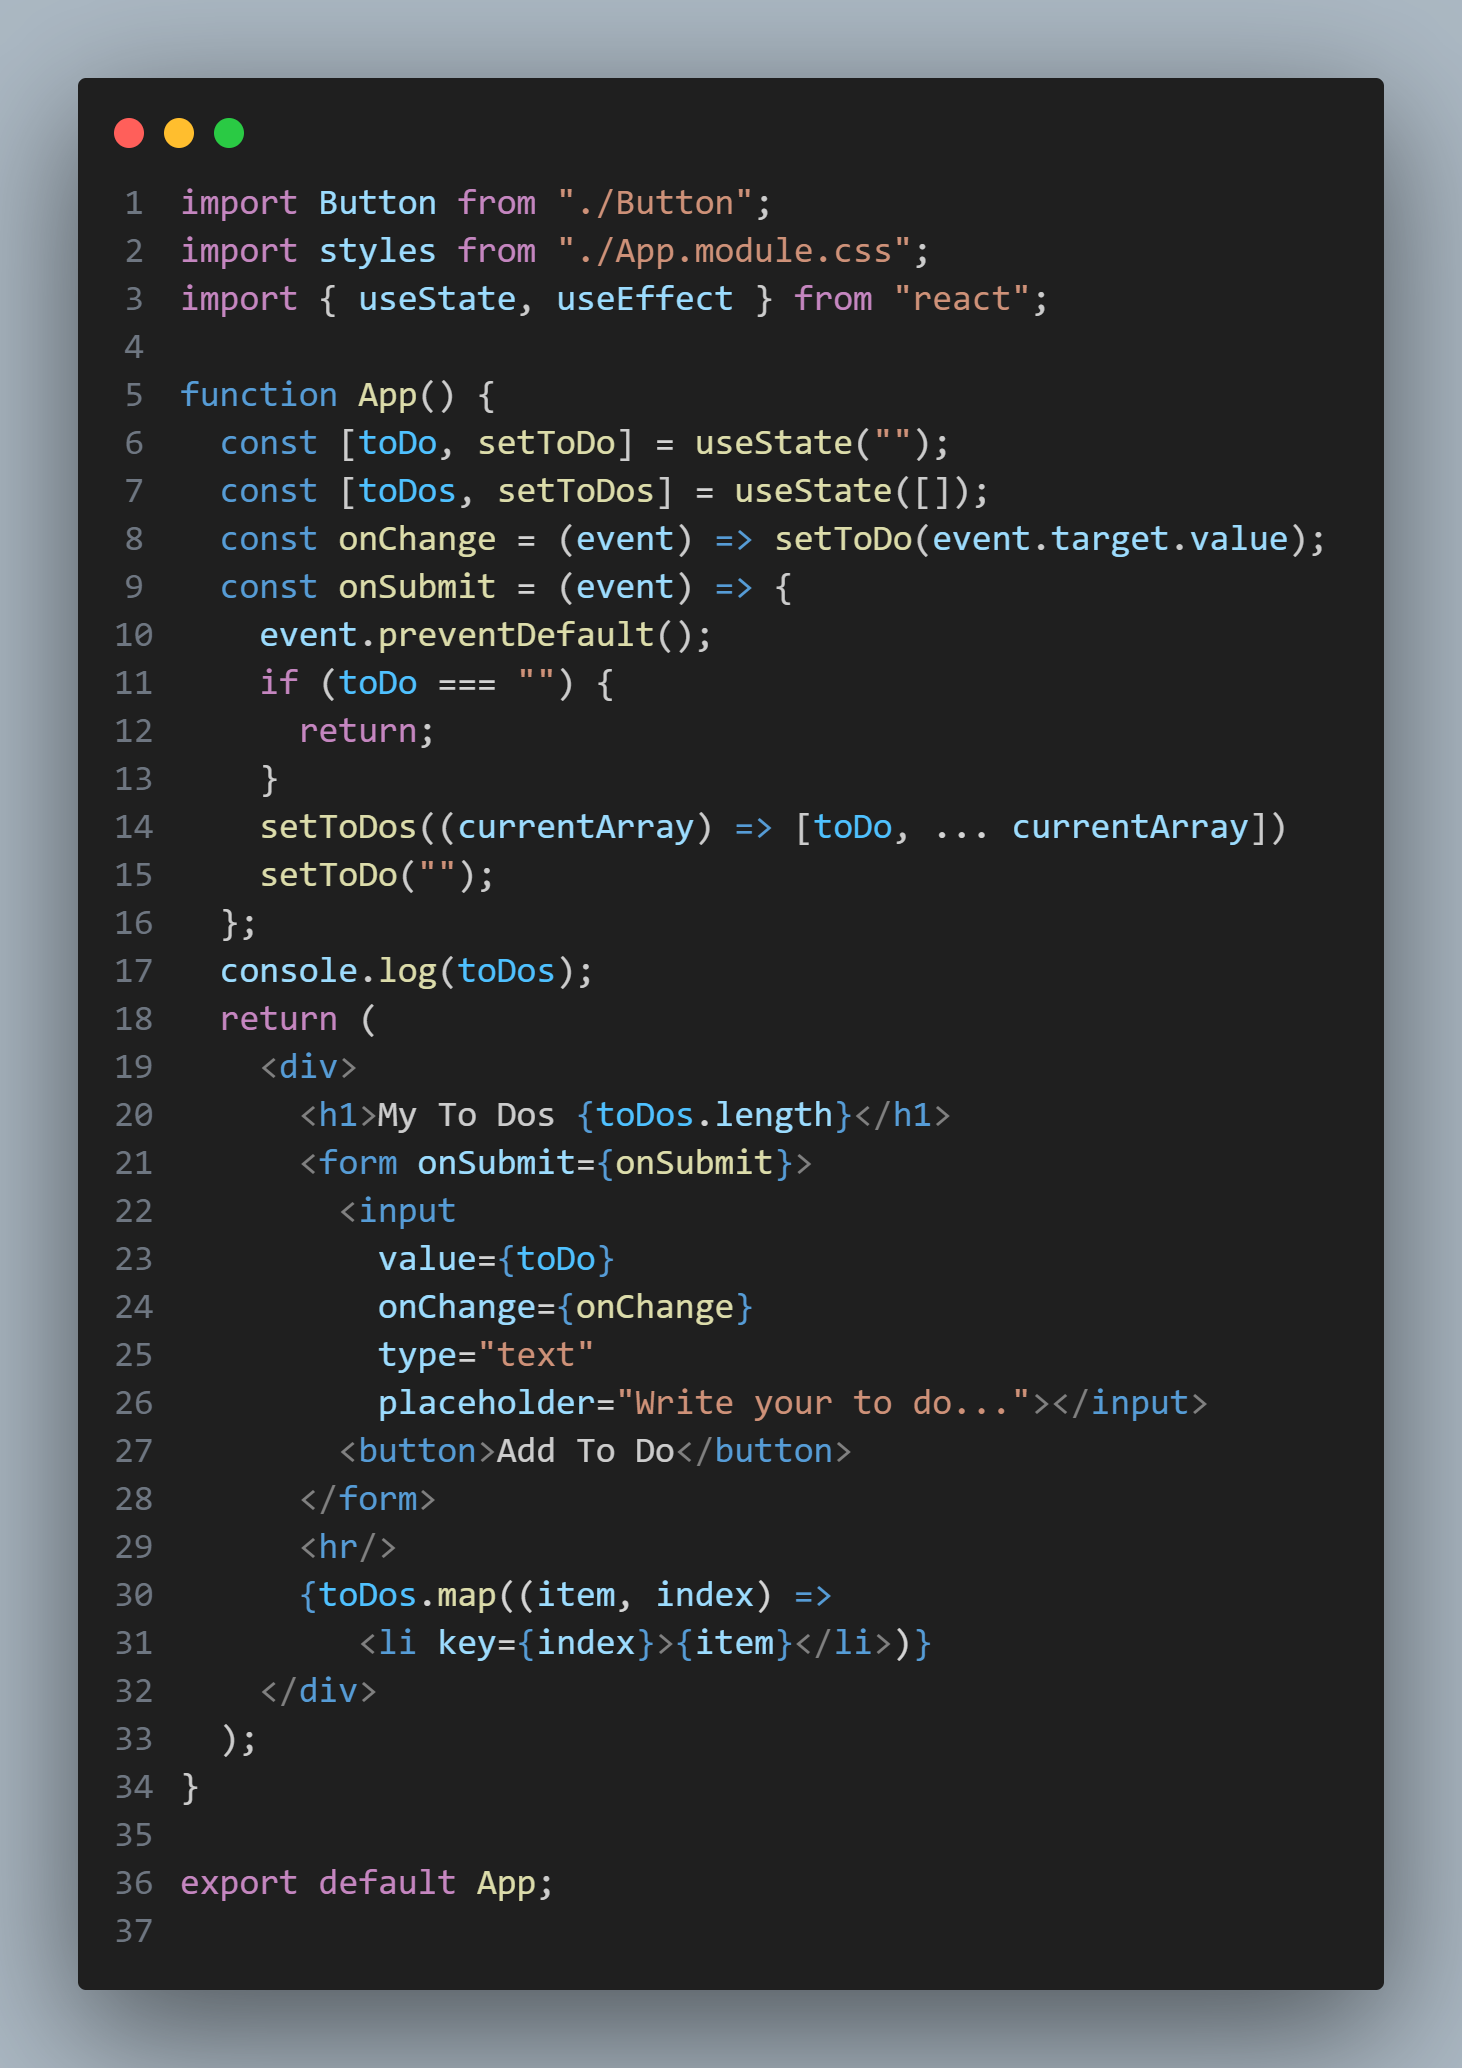 1 import Button from "./Button";
2 import styles from "./App.module.css";
3 import { useState, useEffect } from "react";
4
5 function App() {
6   const [toDo, setToDo] = useState("");
7   const [toDos, setToDos] = useState([]);
8   const onChange = (event) => setToDo(event.target.value);
9   const onSubmit = (event) => {
10     event.preventDefault();
11     if (toDo === "") {
12       return;
13     }
14     setToDos((currentArray) => [toDo, ... currentArray])
15     setToDo("");
16   };
17   console.log(toDos);
18   return (
19     <div>
20       <h1>My To Dos {toDos.length}</h1>
21       <form onSubmit={onSubmit}>
22         <input
23           value={toDo}
24           onChange={onChange}
25           type="text"
26           placeholder="Write your to do..."></input>
27         <button>Add To Do</button>
28       </form>
29       <hr/>
30       {toDos.map((item, index) =>
31          <li key={index}>{item}</li>)}
32     </div>
33   );
34 }
35
36 export default App;
37